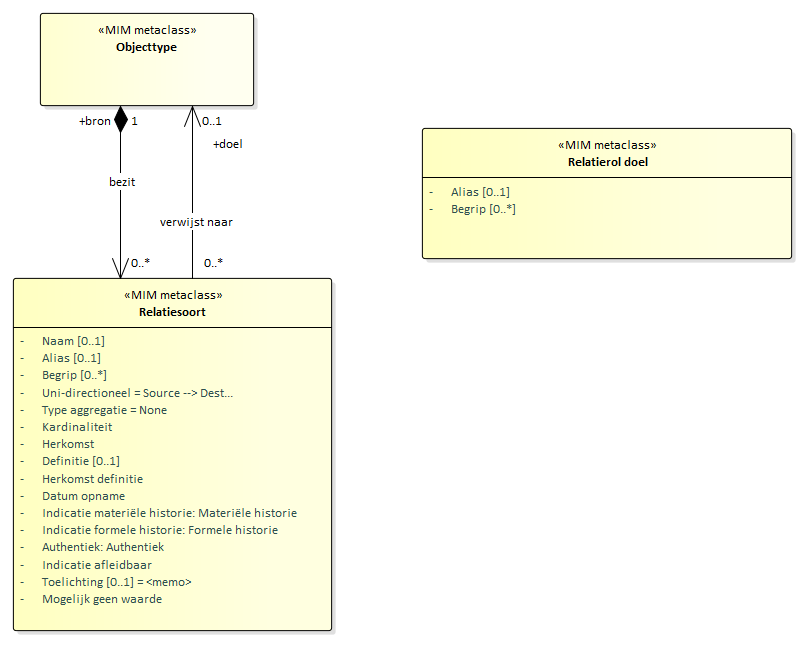 «MIM metaclass»
Objecttype
+bron
1
0..1
+doel
bezit
verwijst naar
0..*
0..*
«MIM metaclass»
Relatierol doel
- Alias [0..1]
- Begrip [0..*]
«MIM metaclass»
Relatiesoort
- Naam [0..1]
- Alias [0..1]
- Begrip [0..*]
- Uni-directioneel = Source --> Dest...
- Type aggregatie = None
- Kardinaliteit
- Herkomst
- Definitie [0..1]
- Herkomst definitie
- Datum opname
- Indicatie materiële historie: Materiële historie
- Indicatie formele historie: Formele historie
- Authentiek: Authentiek
- Indicatie afleidbaar
- Toelichting [0..1] = <memo>
- Mogelijk geen waarde